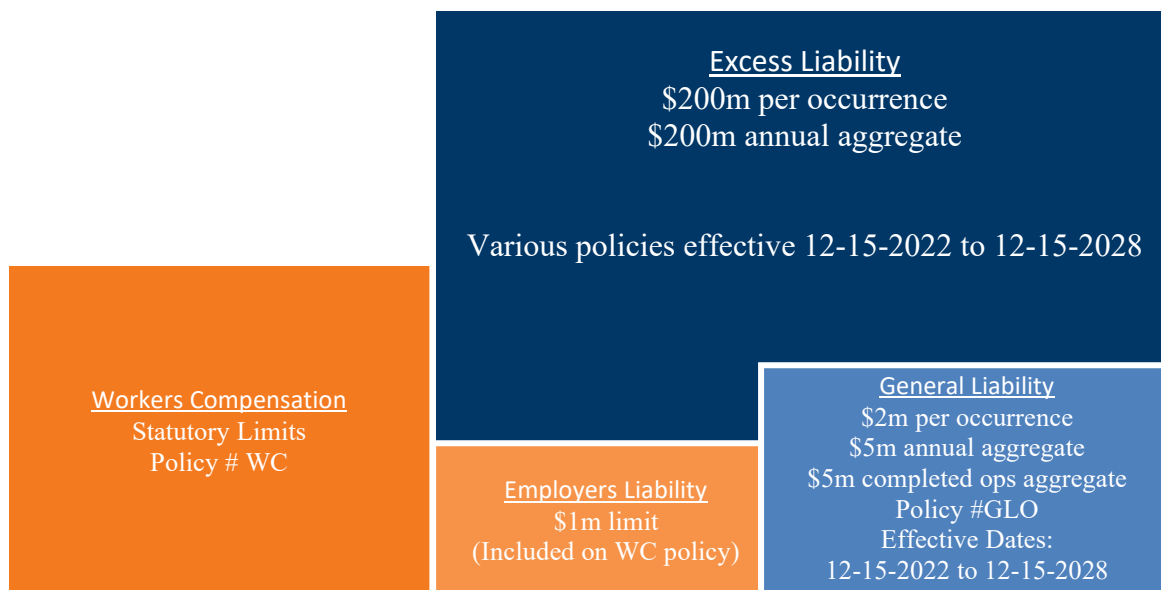 Excess Liability
$200m per occurrence
$200m annual aggregate
Various policies effective 12-15-2022 to 12-15-2028
Workers Compensation
Statutory Limits
Policy # WC
Employers Liability
$1m limit
(Included on WC policy)
General Liability
$2m per occurrence
$5m annual aggregate
$5m completed ops aggregate
Policy #GLO
Effective Dates:
12-15-2022 to 12-15-2028